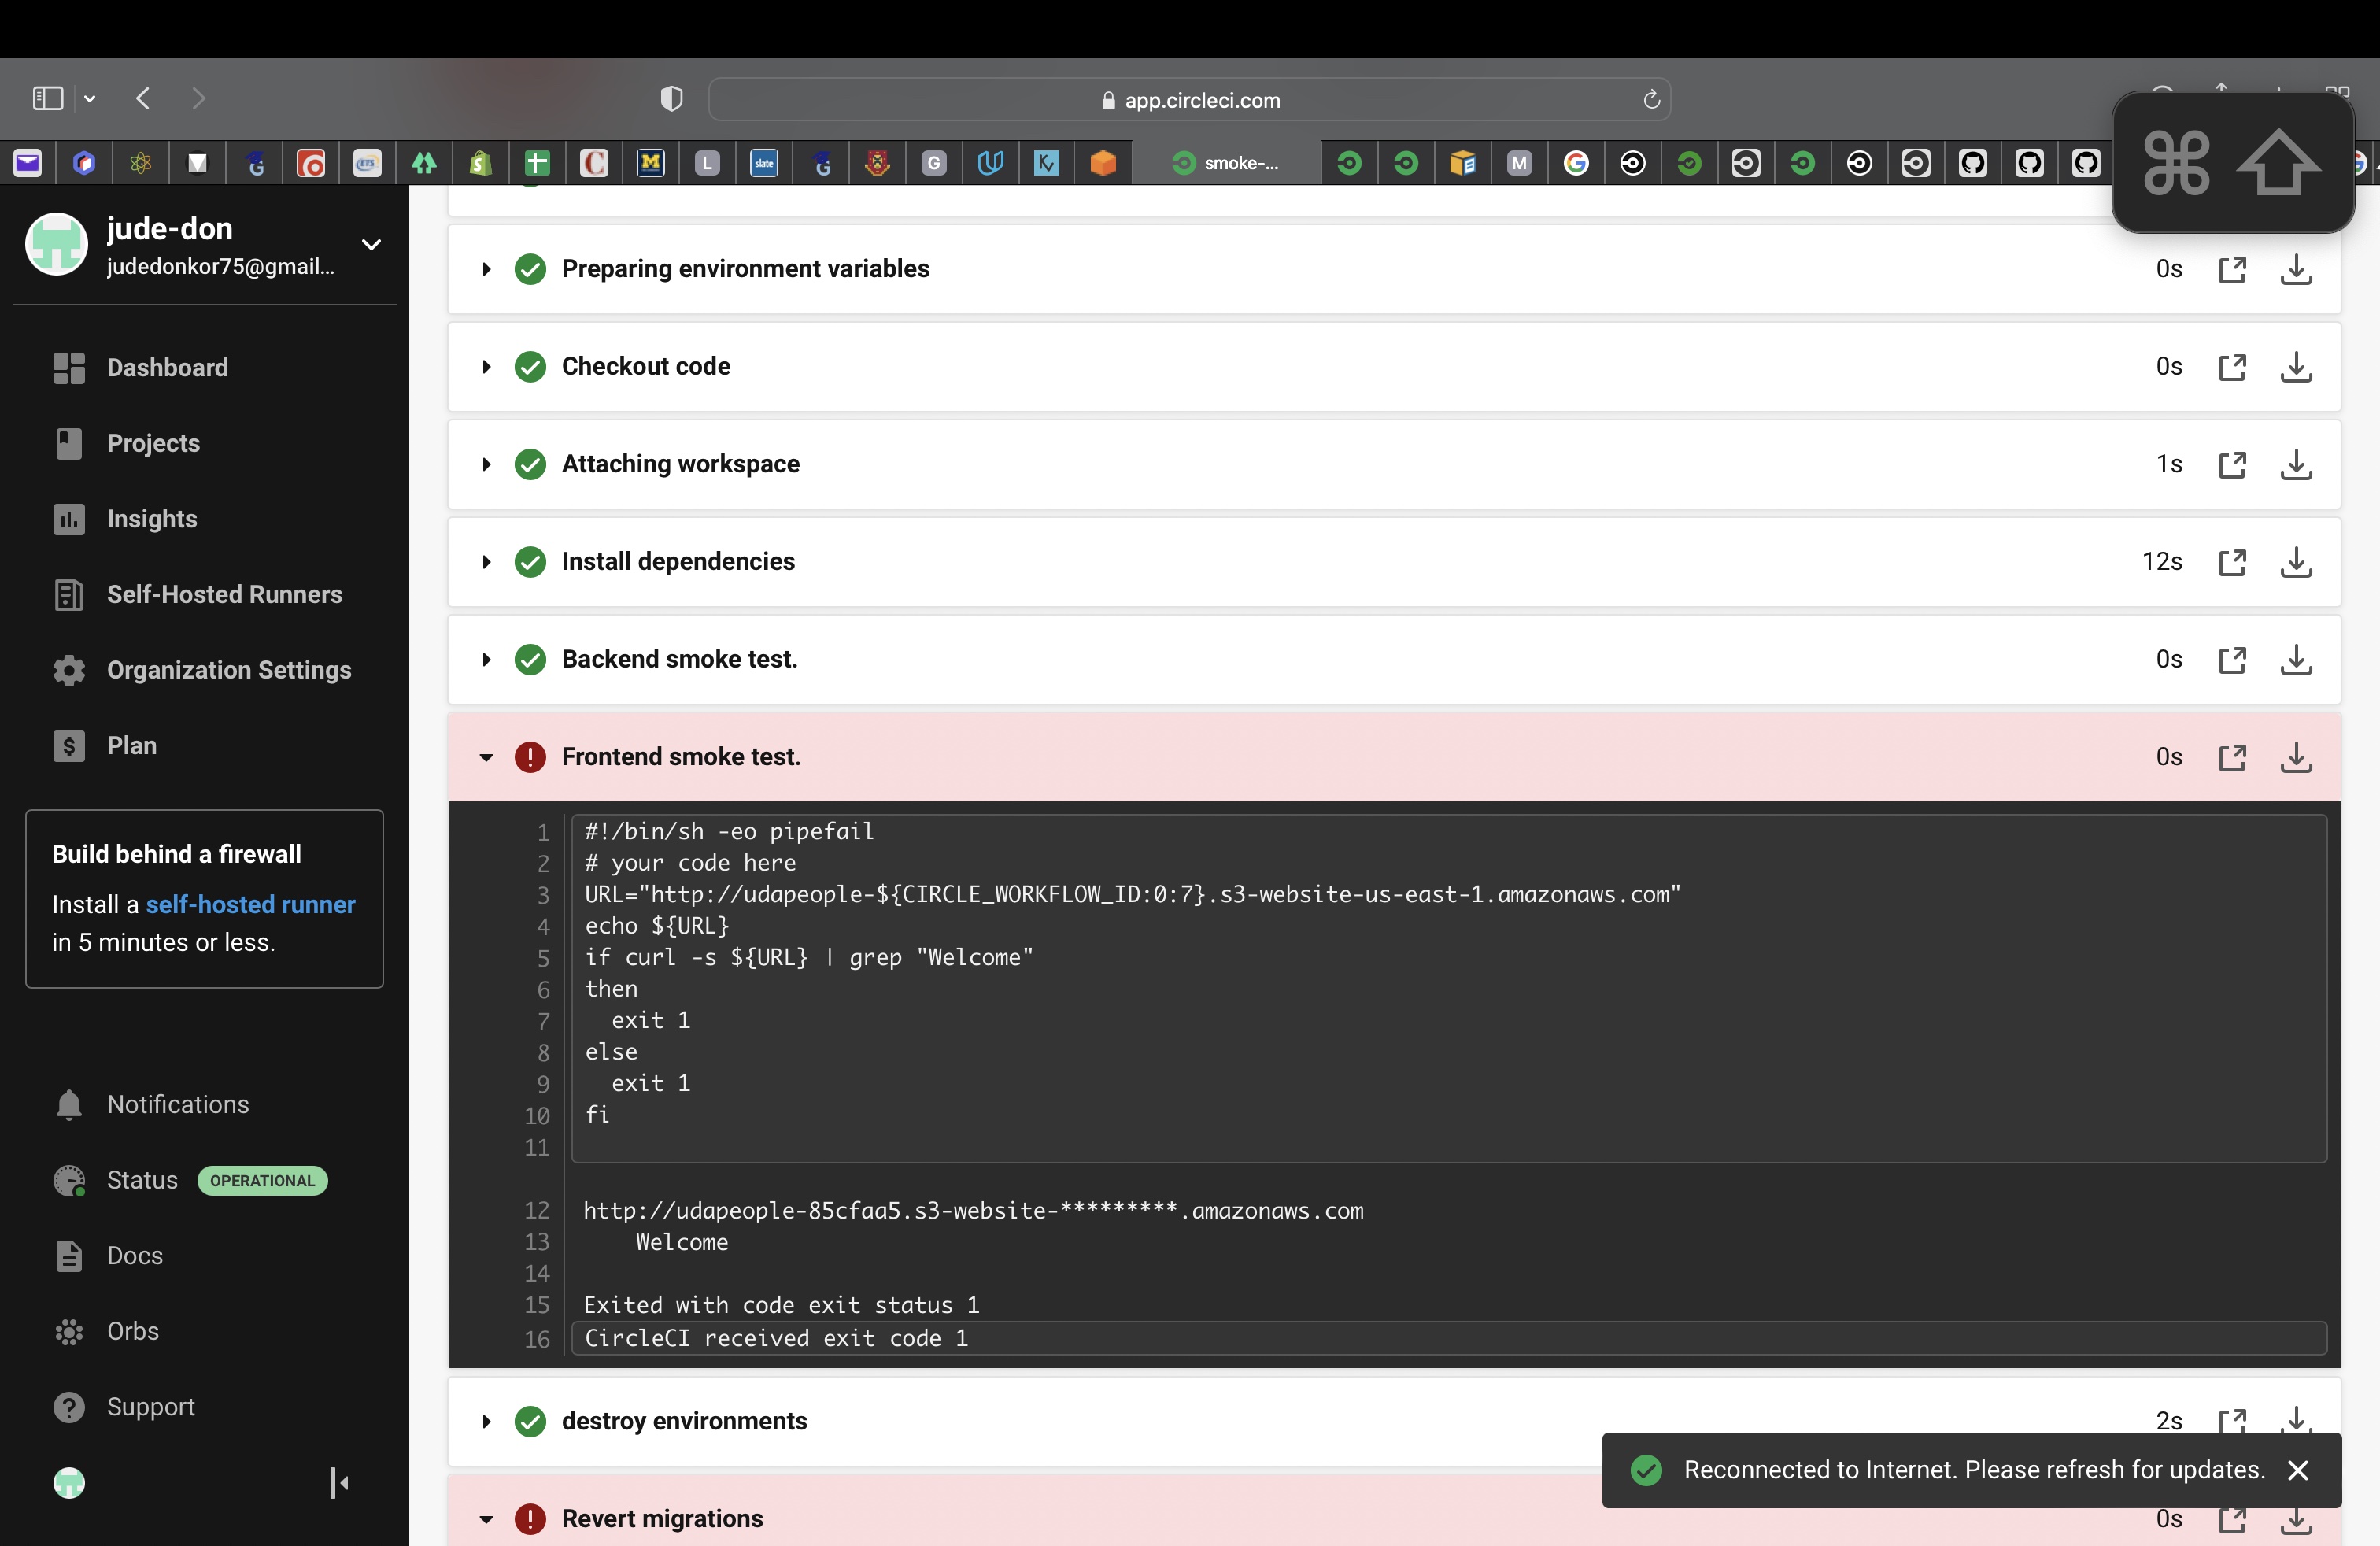 app.circleci.com
L
slate
G
smoke-...
M
jude-don
judedonkor75@gmail...
Dashboard
Projects
Insights
Self-Hosted Runners
Organization Settings
Plan
Build behind a firewall
Install a self-hosted runner
in 5 minutes or less.
Notifications
Status OPERATIONAL
Docs
Orbs
Support
Preparing environment variables 0s
Checkout code 0s
Attaching workspace 1s
Install dependencies 12s
Backend smoke test. 0s
Frontend smoke test. 0s
1 #!/bin/sh -eo pipefail
2 # your code here
3 URL="http://udapeople-${CIRCLE_WORKFLOW_ID:0:7}.s3-website-us-east-1.amazonaws.com"
4 echo ${URL}
5 if curl -s ${URL} | grep "Welcome"
6 then
7 exit 1
8 else
9 exit 1
10 fi
11
12 http://udapeople-85cfaa5.s3-website-*********.amazonaws.com
13 Welcome
14
15 Exited with code exit status 1
16 CircleCI received exit code 1
destroy environments 2s
Reconnected to Internet. Please refresh for updates.
Revert migrations 0s